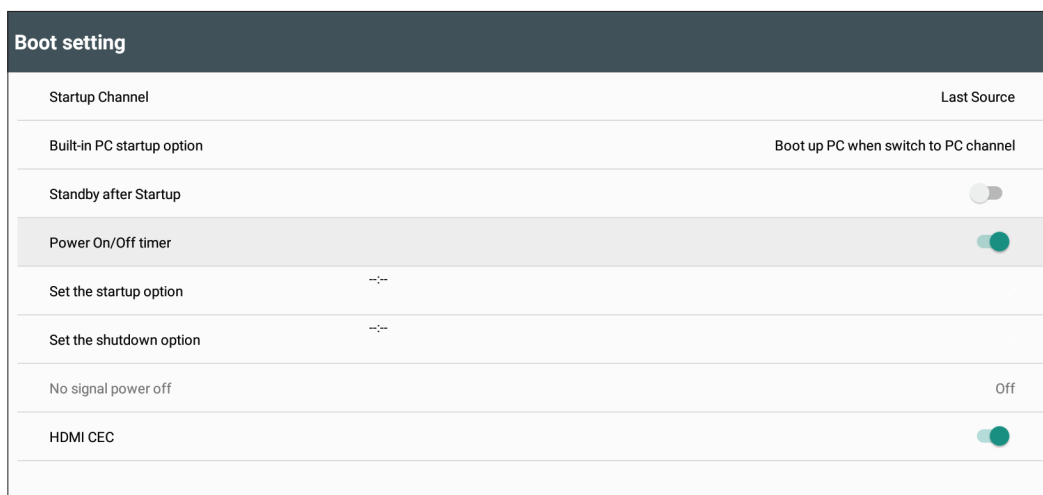 Boot setting
Startup Channel Last Source
Built-in PC startup option Boot up PC when switch to PC channel
Standby after Startup
Power On/Off timer
Set the startup option --:--
Set the shutdown option --:--
No signal power off Off
HDMI CEC